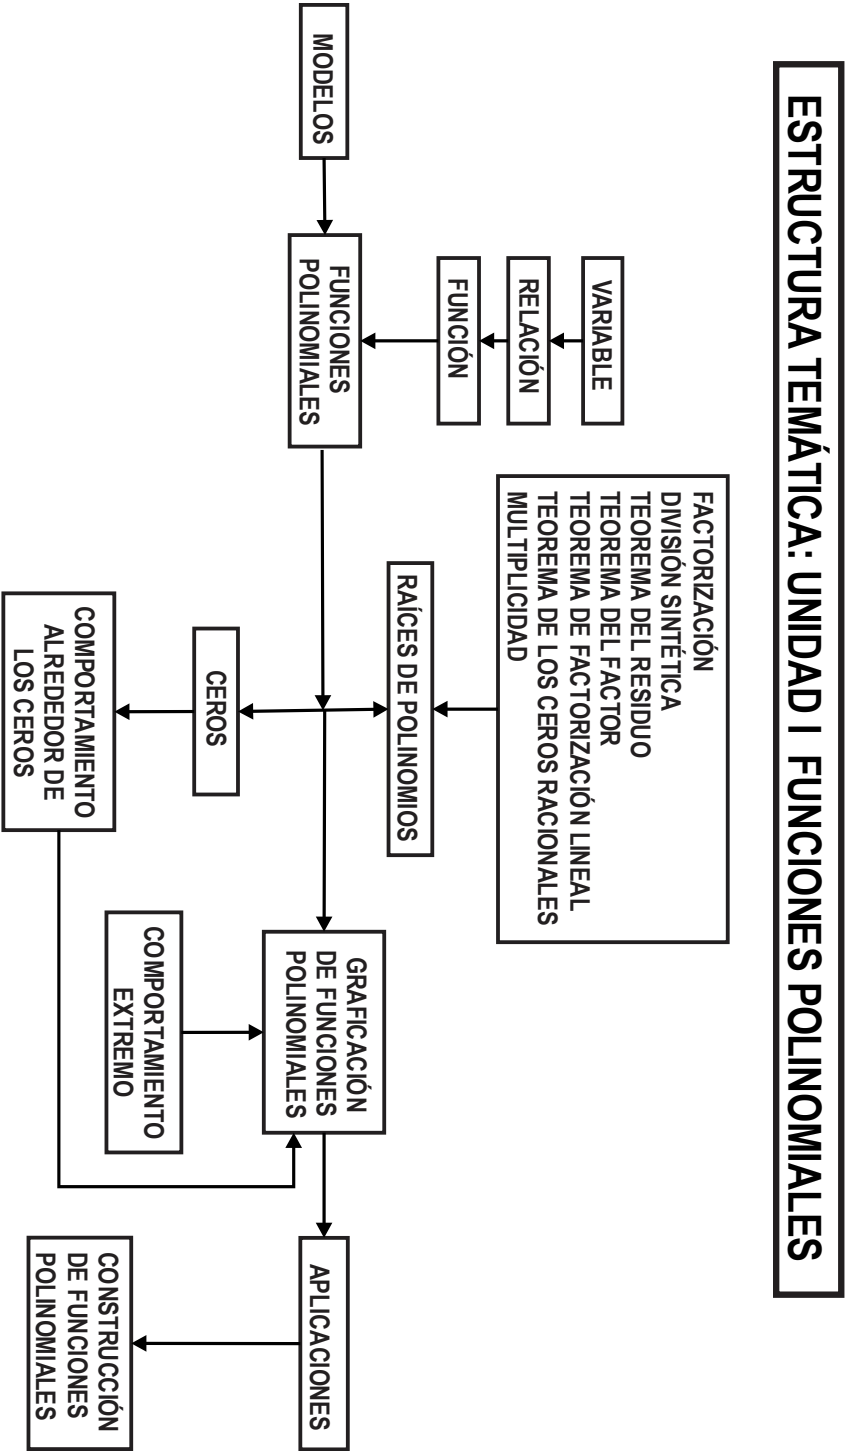 ESTRUCTURA TEMÁTICA: UNIDAD I FUNCIONES POLINOMIALES
VARIABLE
RELACIÓN
FUNCIÓN
MODELOS
FUNCIONES
POLINOMIALES
FACTORIZACIÓN
DIVISIÓN SINTÉTICA
TEOREMA DEL RESIDUO
TEOREMA DEL FACTOR
TEOREMA DE FACTORIZACIÓN LINEAL
TEOREMA DE LOS CEROS RACIONALES
MULTIPLICIDAD
RAÍCES DE POLINOMIOS
CEROS
COMPORTAMIENTO
ALREDEDOR DE
LOS CEROS
GRAFICACIÓN
DE FUNCIONES
POLINOMIALES
COMPORTAMIENTO
EXTREMO
APLICACIONES
CONSTRUCCIÓN
DE FUNCIONES
POLINOMIALES